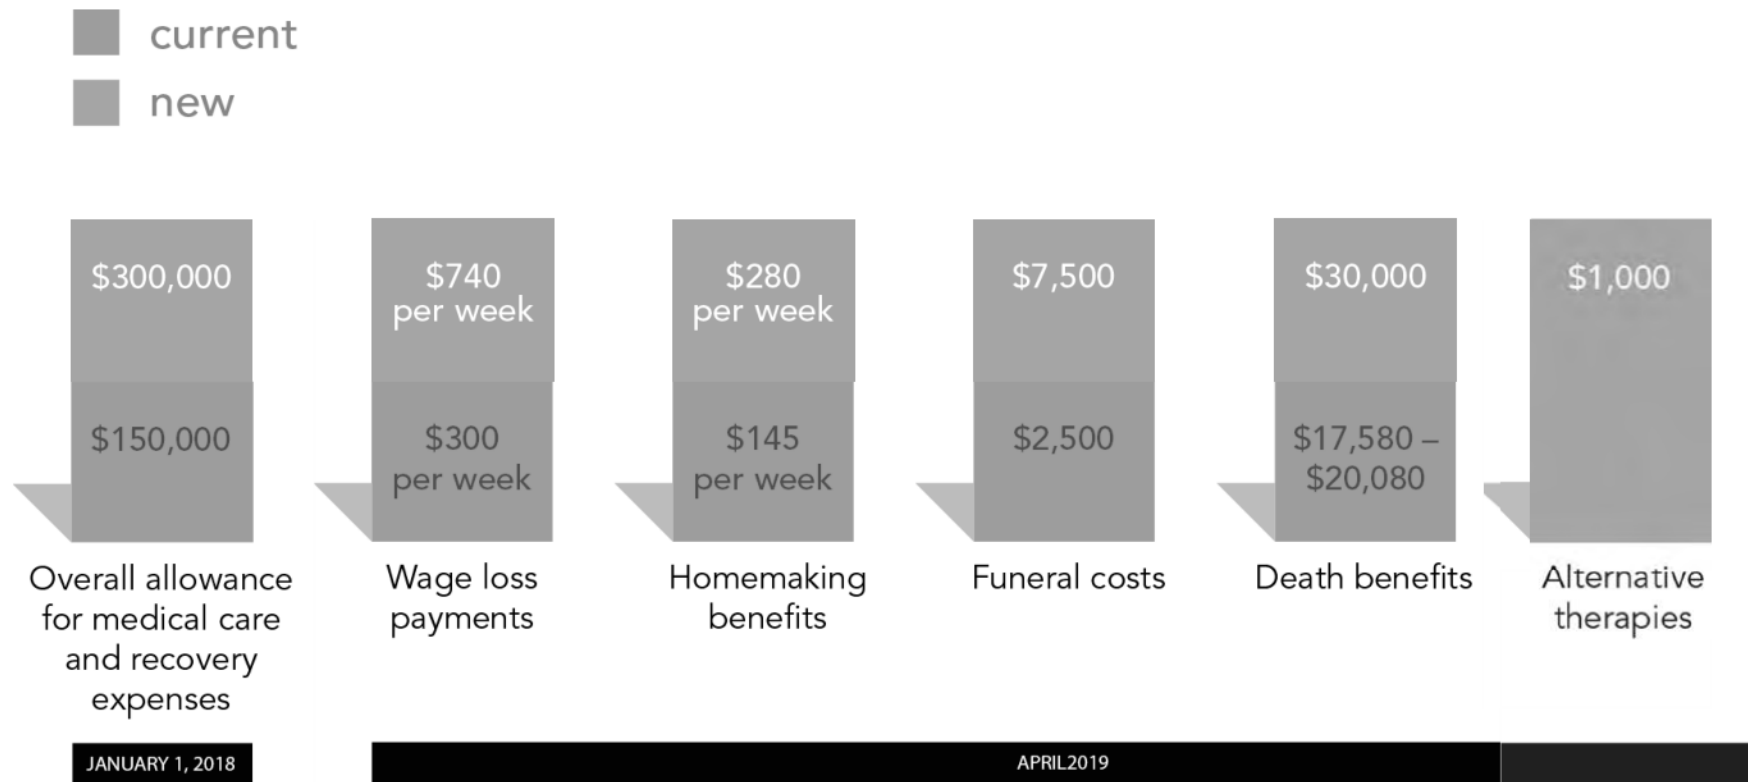 current
new
$300,000
$150,000
Overall allowance
for medical care
and recovery
expenses
$740
per week
$300
per week
Wage loss
payments
$280
per week
$145
per week
Homemaking
benefits
$7,500
$2,500
Funeral costs
$30,000
$17,580 –
$20,080
Death benefits
$1,000
Alternative
therapies
JANUARY 1, 2018
APRIL2019